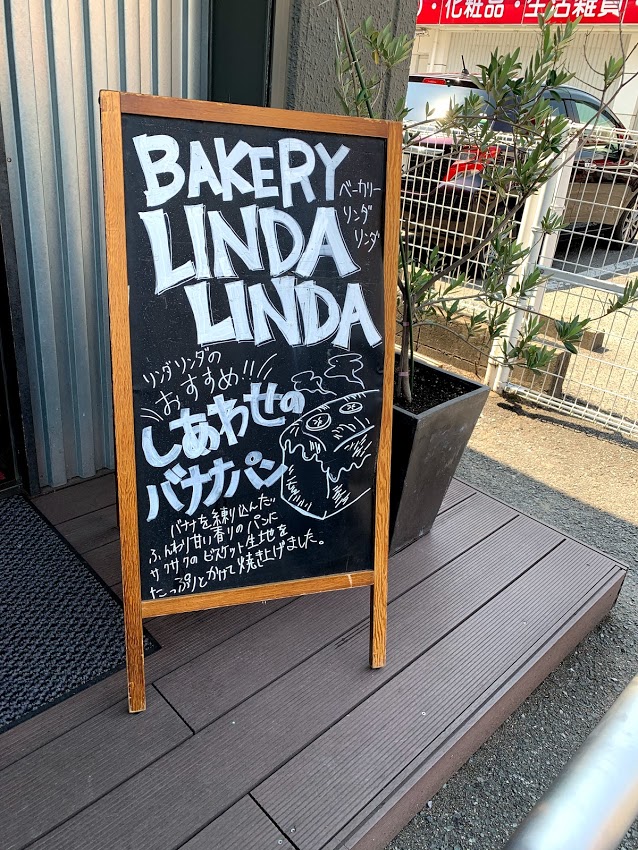 ・化粧品・生活雑貨
BAKERY
LINDA
LINDA
ベーカリー
リンダ
リンダ
リンダリンダの
おすすめ!!
しあわせの
バナナパン
バナナを練り込んだ
ふんわり甘い香りのパンに
サクサクのビスケット生地を
たっぷりとかけて焼き上げました。